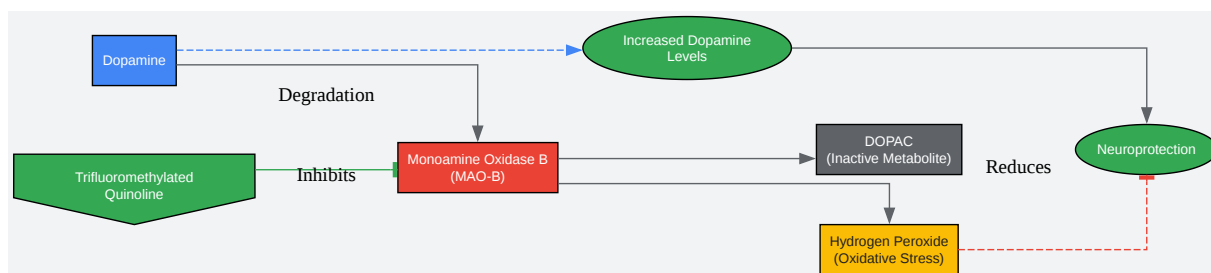 Increased Dopamine
Levels
Dopamine
Degradation
DOPAC
(Inactive Metabolite)
Monoamine Oxidase B
(MAO-B)
Neuroprotection
Reduces
Inhibits
Trifluoromethylated
Quinoline
Hydrogen Peroxide
(Oxidative Stress)